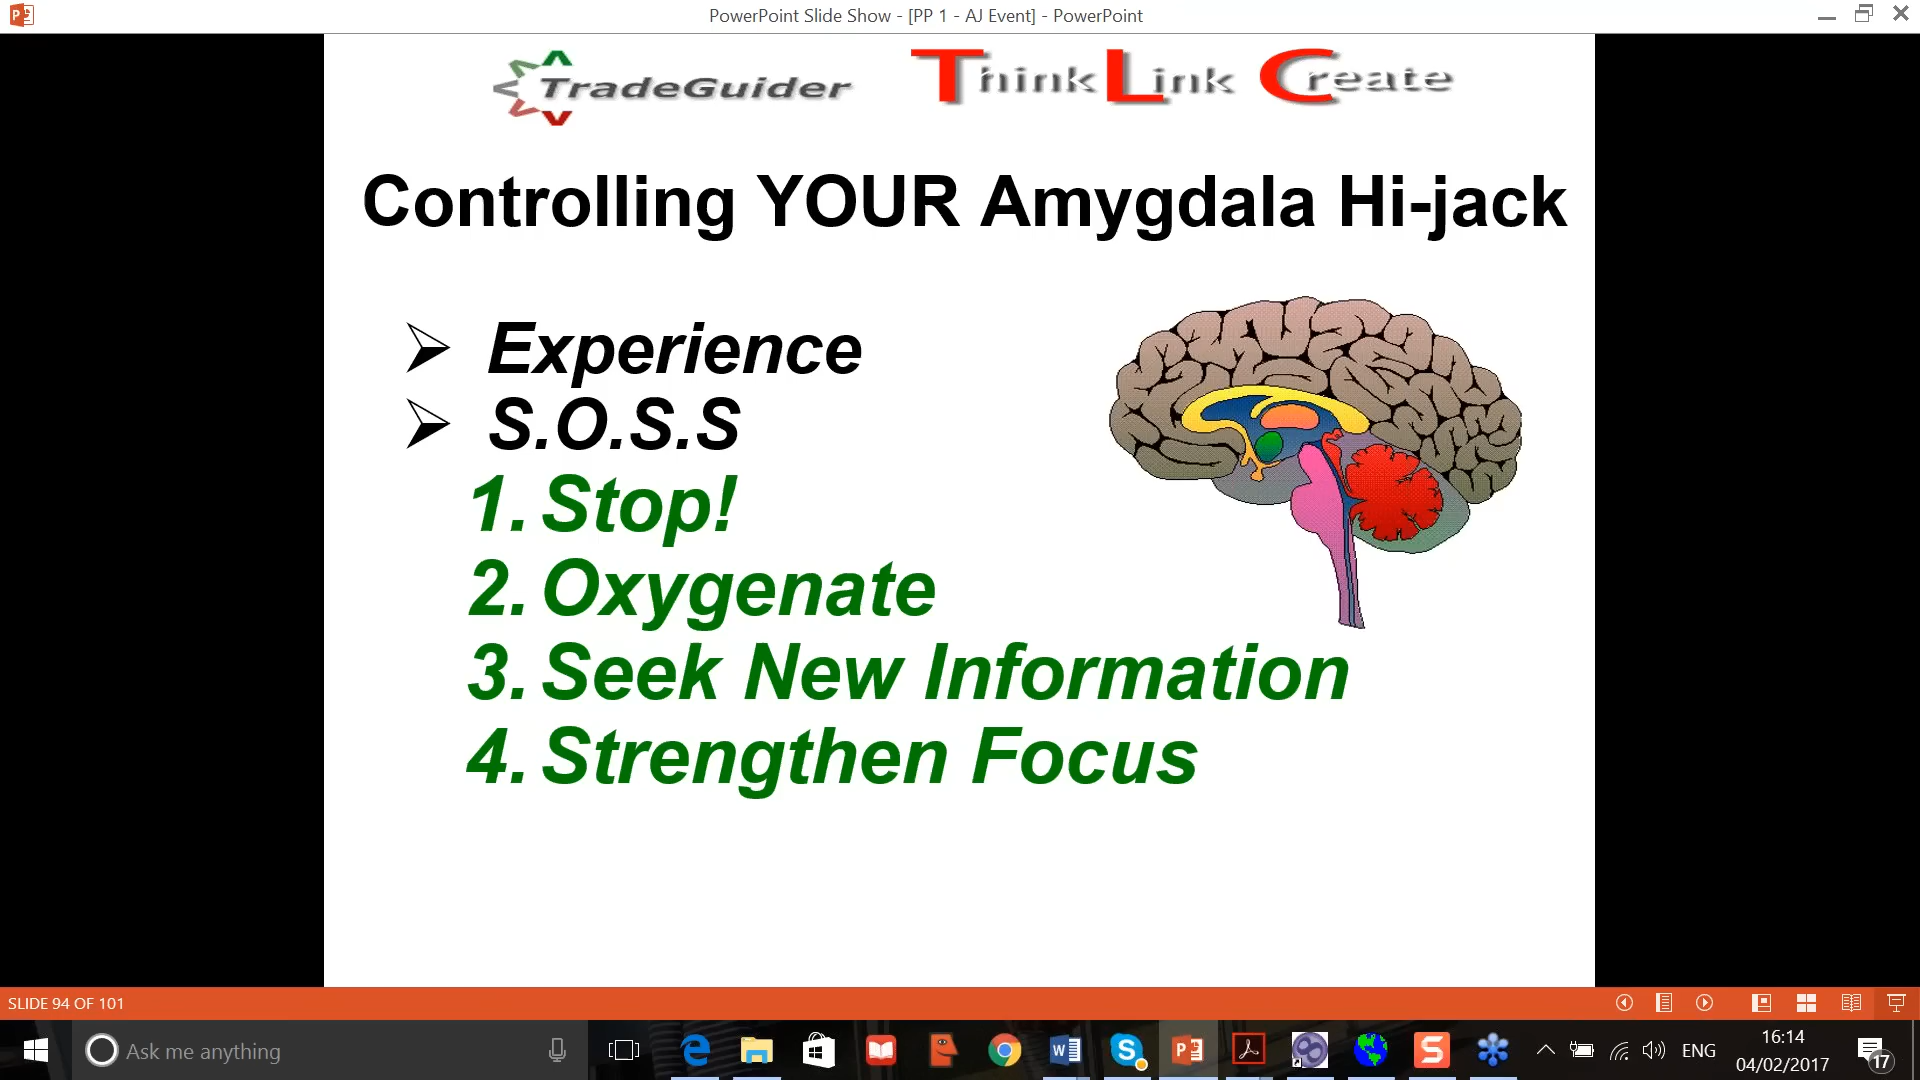 PowerPoint Slide Show - [PP 1 - AJ Event] - PowerPoint
TradeGuider
Think Link Create
Controlling YOUR Amygdala Hi-jack
Experience
S.O.S.S
1. Stop!
2. Oxygenate
3. Seek New Information
4. Strengthen Focus
SLIDE 94 OF 101
Ask me anything
ENG
16:14
04/02/2017
17